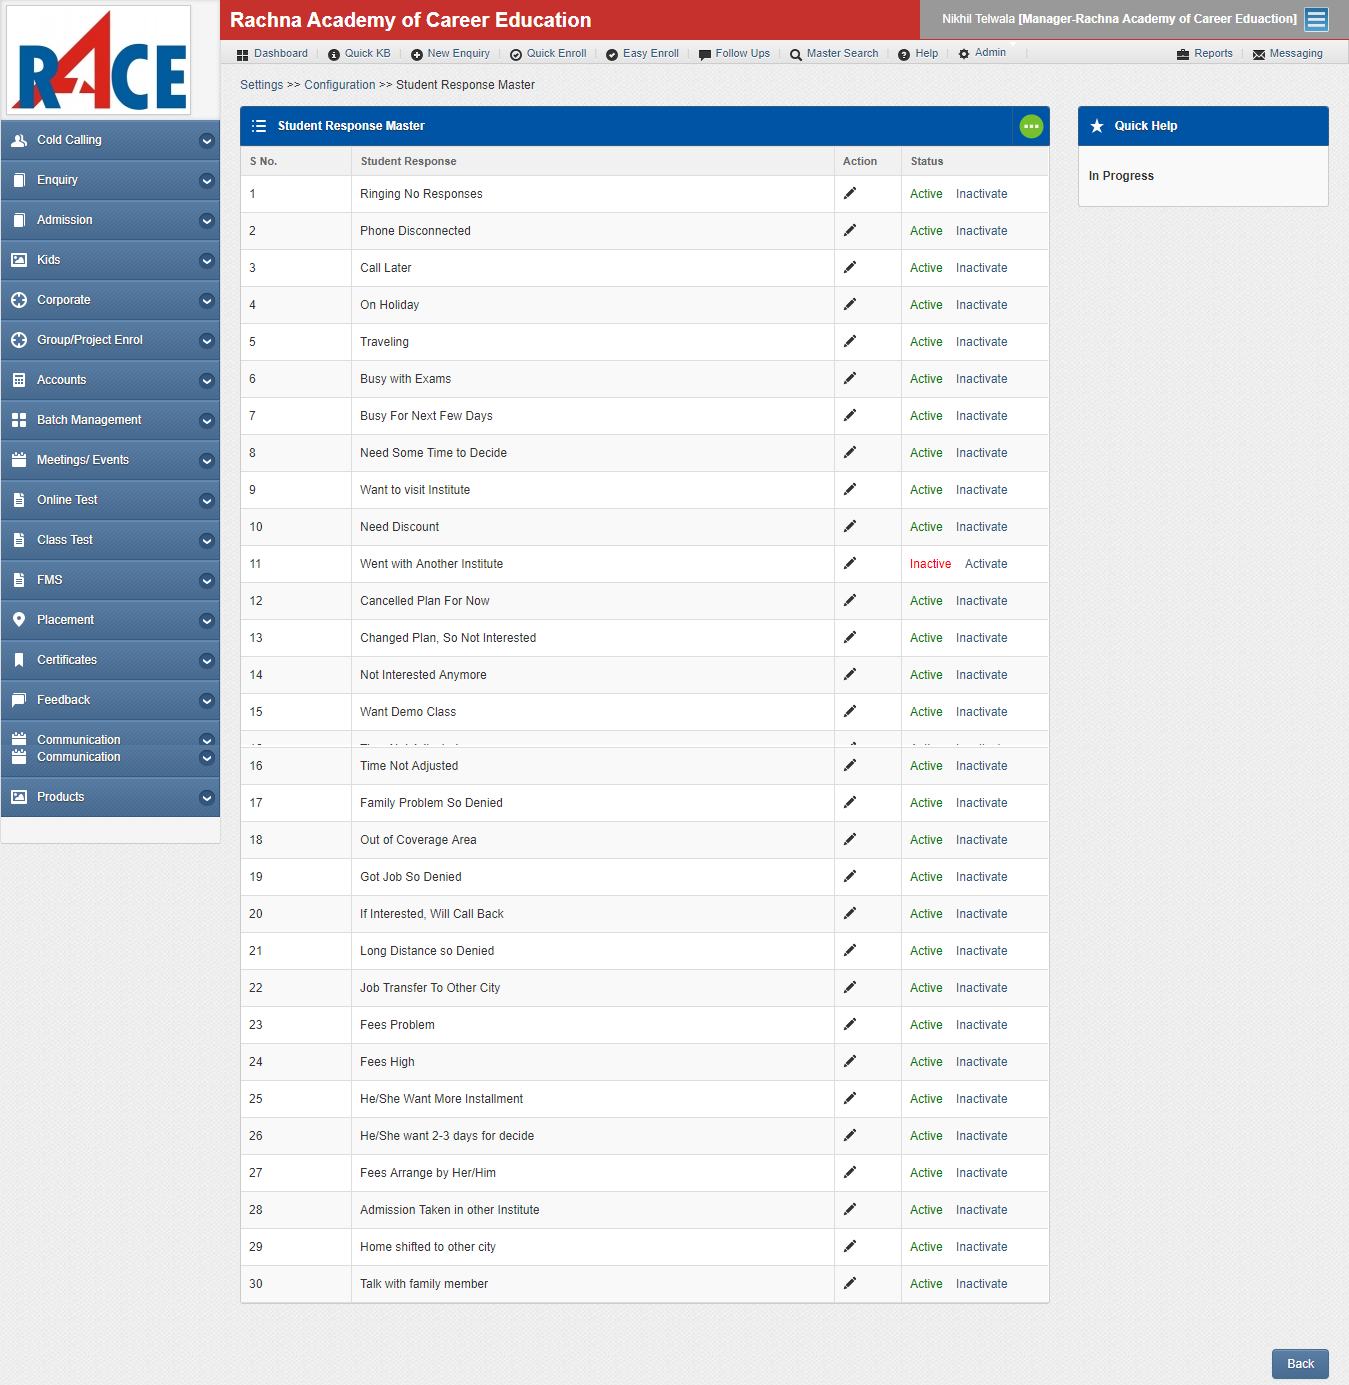 R4CE
Rachna Academy of Career Education
Nikhil Telwala [Manager-Rachna Academy of Career Eduaction]
Dashboard Quick KB New Enquiry Quick Enroll Easy Enroll Follow Ups Master Search Help Admin Reports Messaging
Settings >> Configuration >> Student Response Master
Cold Calling
Enquiry
Admission
Kids
Corporate
Group/Project Enrol
Accounts
Batch Management
Meetings/ Events
Online Test
Class Test
FMS
Placement
Certificates
Feedback
Communication
Communication
Products
Student Response Master
S No. Student Response Action Status
1 Ringing No Responses Active Inactivate
2 Phone Disconnected Active Inactivate
3 Call Later Active Inactivate
4 On Holiday Active Inactivate
5 Traveling Active Inactivate
6 Busy with Exams Active Inactivate
7 Busy For Next Few Days Active Inactivate
8 Need Some Time to Decide Active Inactivate
9 Want to visit Institute Active Inactivate
10 Need Discount Active Inactivate
11 Went with Another Institute Inactive Activate
12 Cancelled Plan For Now Active Inactivate
13 Changed Plan, So Not Interested Active Inactivate
14 Not Interested Anymore Active Inactivate
15 Want Demo Class Active Inactivate
16 Time Not Adjusted Active Inactivate
17 Family Problem So Denied Active Inactivate
18 Out of Coverage Area Active Inactivate
19 Got Job So Denied Active Inactivate
20 If Interested, Will Call Back Active Inactivate
21 Long Distance so Denied Active Inactivate
22 Job Transfer To Other City Active Inactivate
23 Fees Problem Active Inactivate
24 Fees High Active Inactivate
25 He/She Want More Installment Active Inactivate
26 He/She want 2-3 days for decide Active Inactivate
27 Fees Arrange by Her/Him Active Inactivate
28 Admission Taken in other Institute Active Inactivate
29 Home shifted to other city Active Inactivate
30 Talk with family member Active Inactivate
Quick Help
In Progress
Back